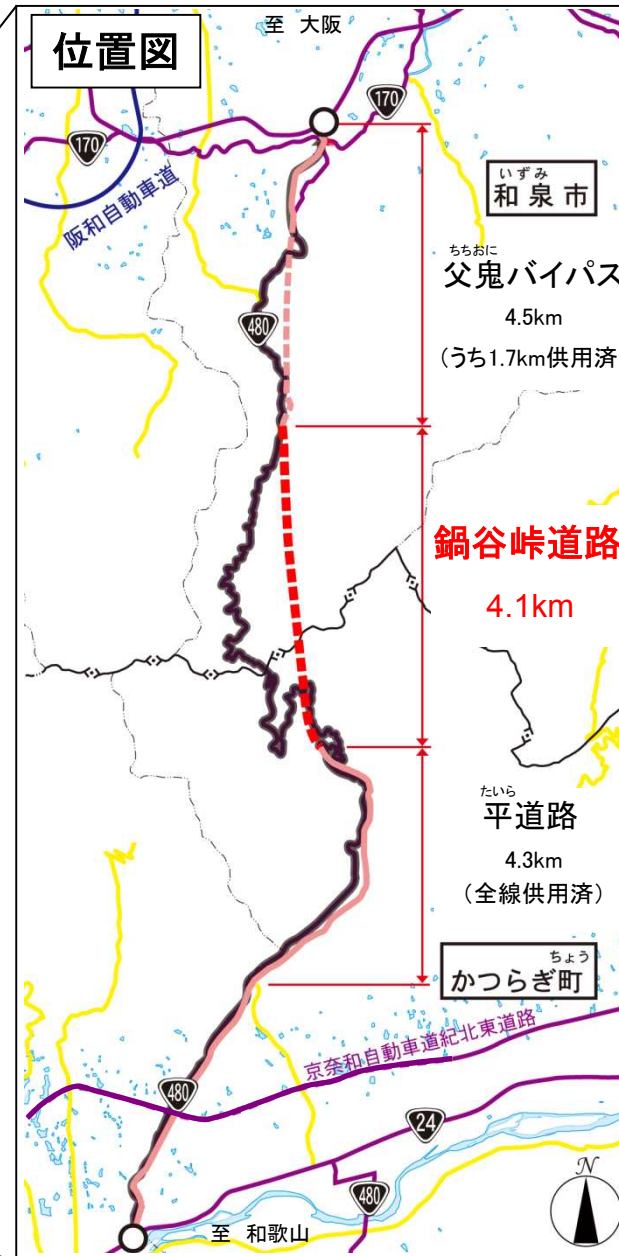 位置図
至 大阪
170
170
阪和自動車道
いずみ
和泉市
ちちおに
父鬼バイパス
4.5km
(うち1.7km供用済
480
鍋谷峠道路
4.1km
たいら
平道路
4.3km
(全線供用済)
ちょう
かつらぎ町
京奈和自動車道紀北東道路
480
24
480
至 和歌山
N